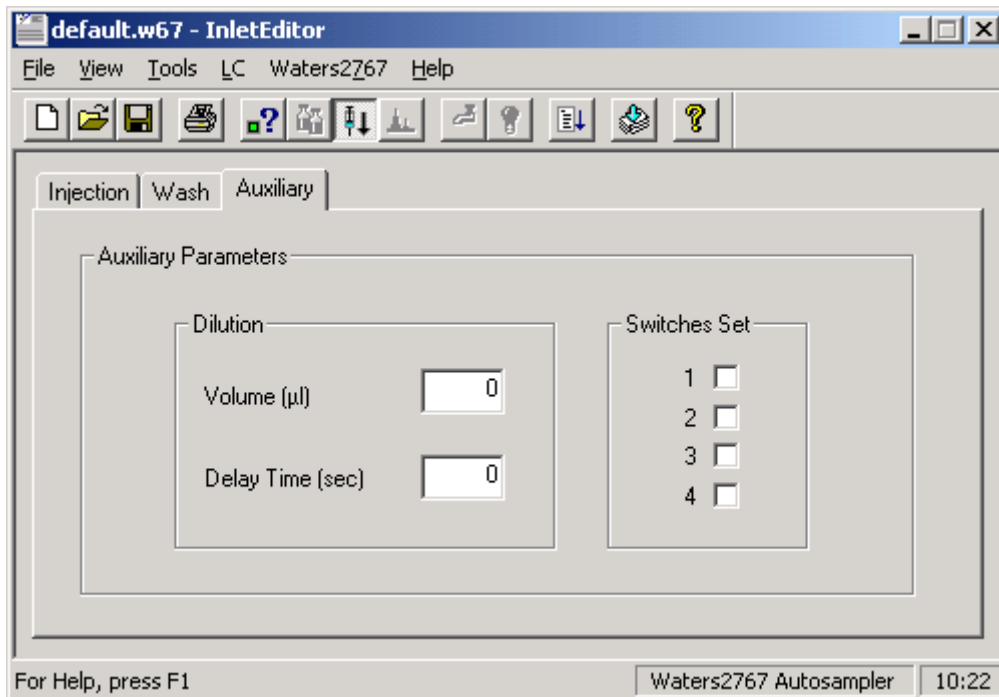 default.w67 - InletEditor
File View Tools LC Waters2767 Help
Injection Wash Auxiliary
Auxiliary Parameters
Dilution
Volume (µl) 0
Delay Time (sec) 0
Switches Set
1
2
3
4
For Help, press F1 Waters2767 Autosampler 10:22